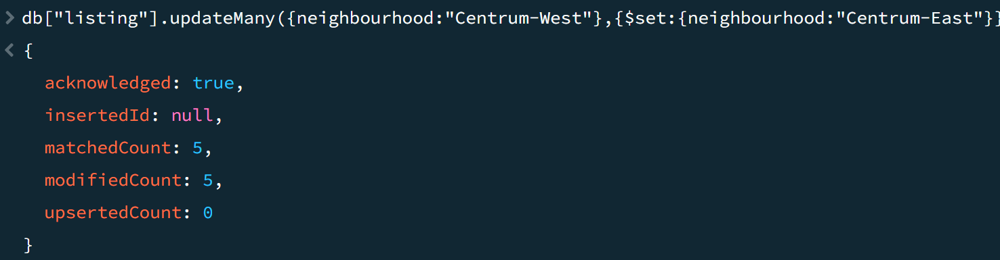 > db["listing"].updateMany({neighbourhood:"Centrum-West"},{$set:{neighbourhood:"Centrum-East"}}
< {
acknowledged: true,
insertedId: null,
matchedCount: 5,
modifiedCount: 5,
upsertedCount: 0
}